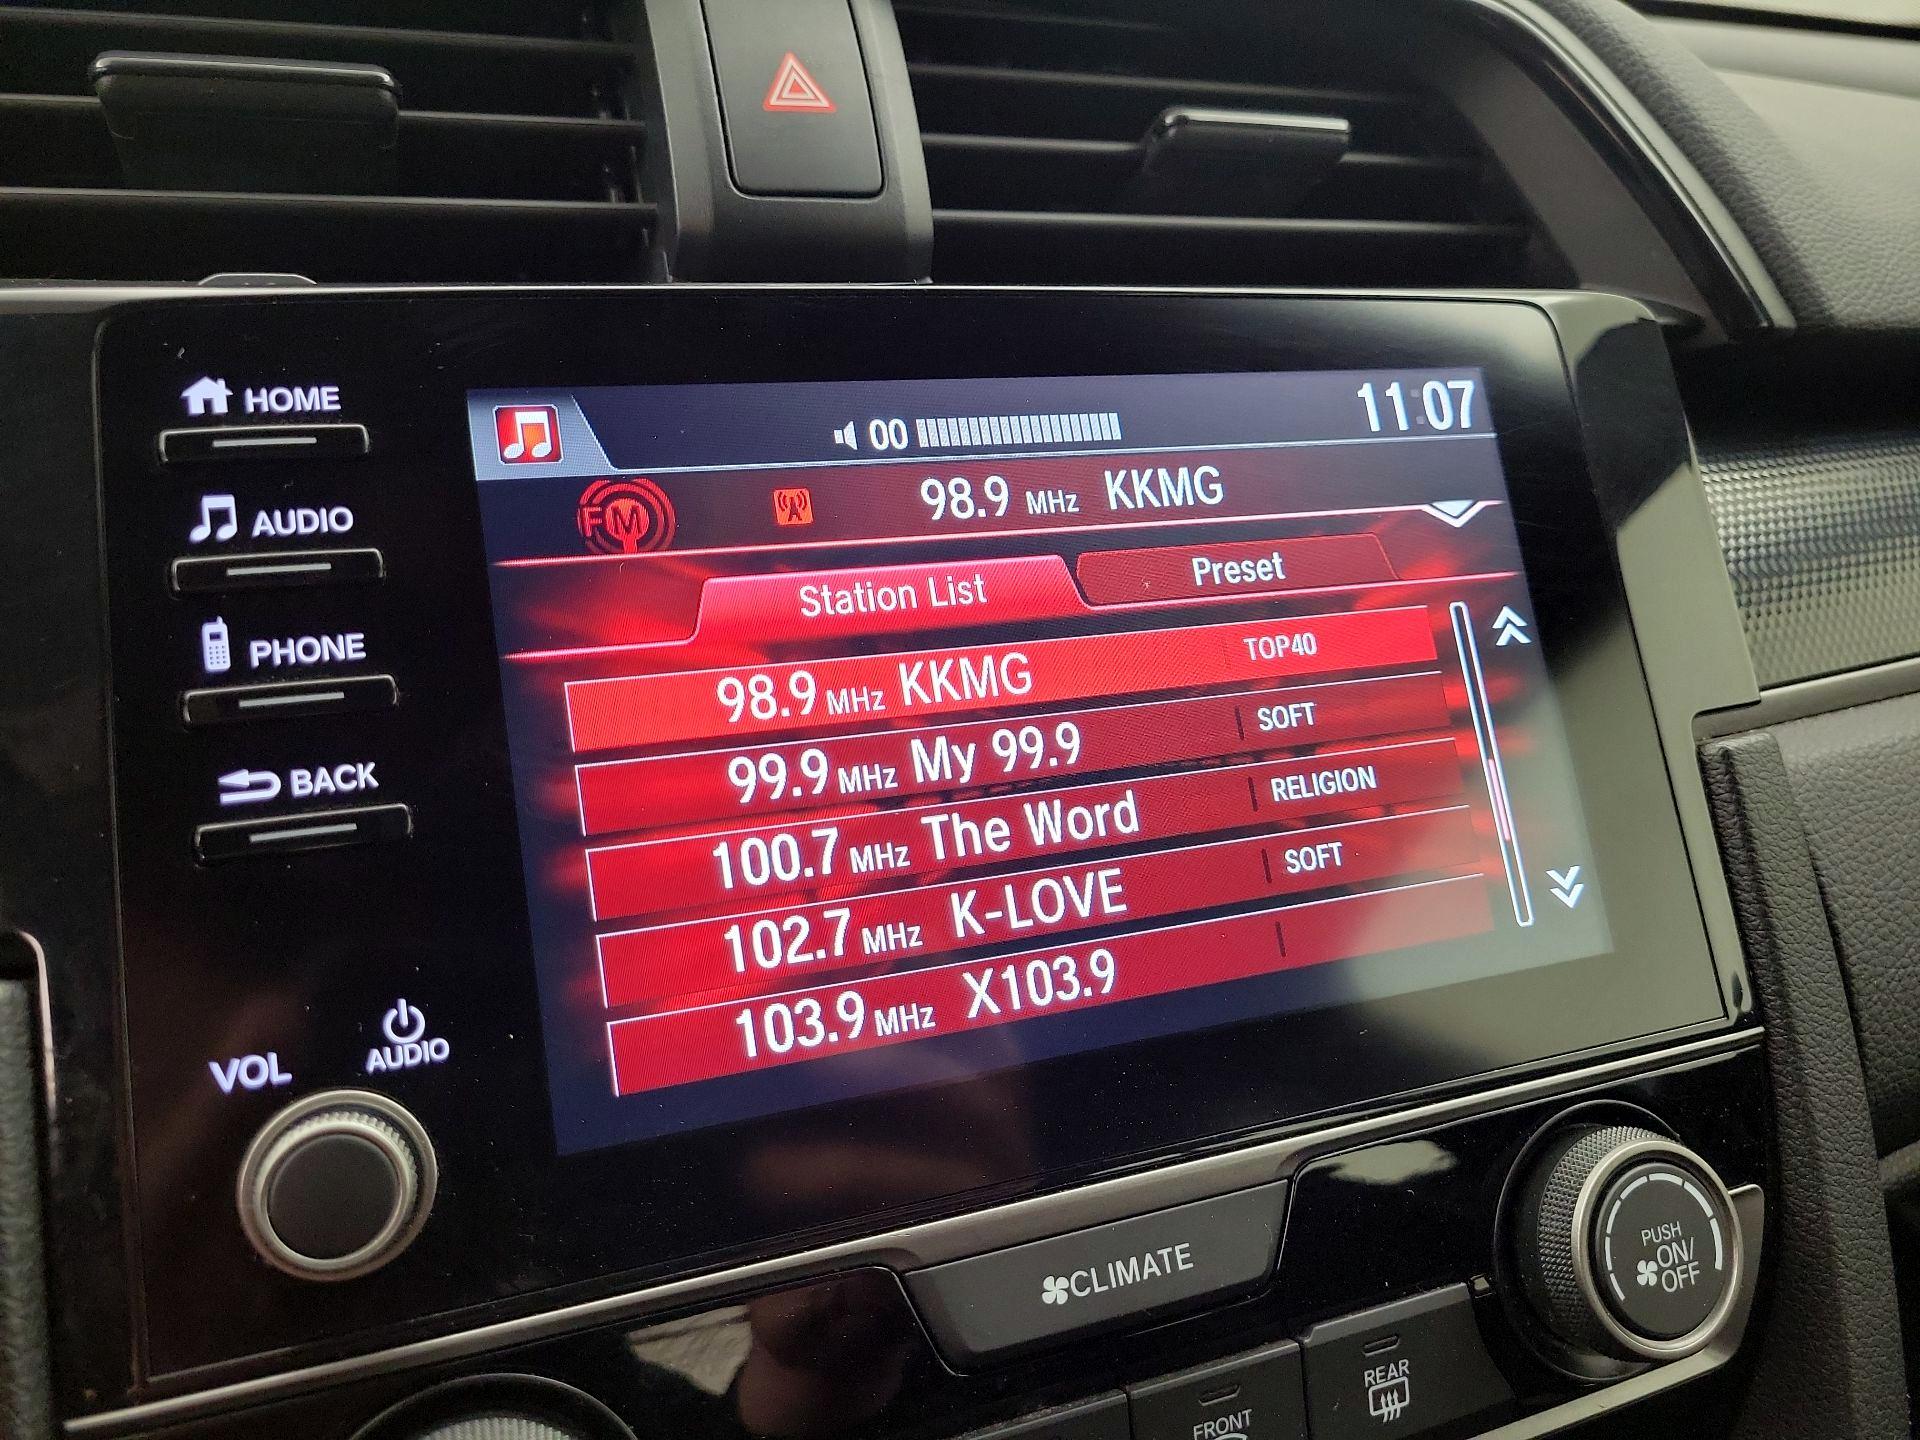 HOME
AUDIO
PHONE
BACK
VOL
AUDIO
00
11:07
FM
98.9 MHz KKMG
Station List
Preset
98.9 MHz KKMG TOP40
99.9 MHz My 99.9 SOFT
100.7 MHz The Word RELIGION
102.7 MHz K-LOVE SOFT
103.9 MHz X103.9
CLIMATE
PUSH
ON/
OFF
FRONT
REAR